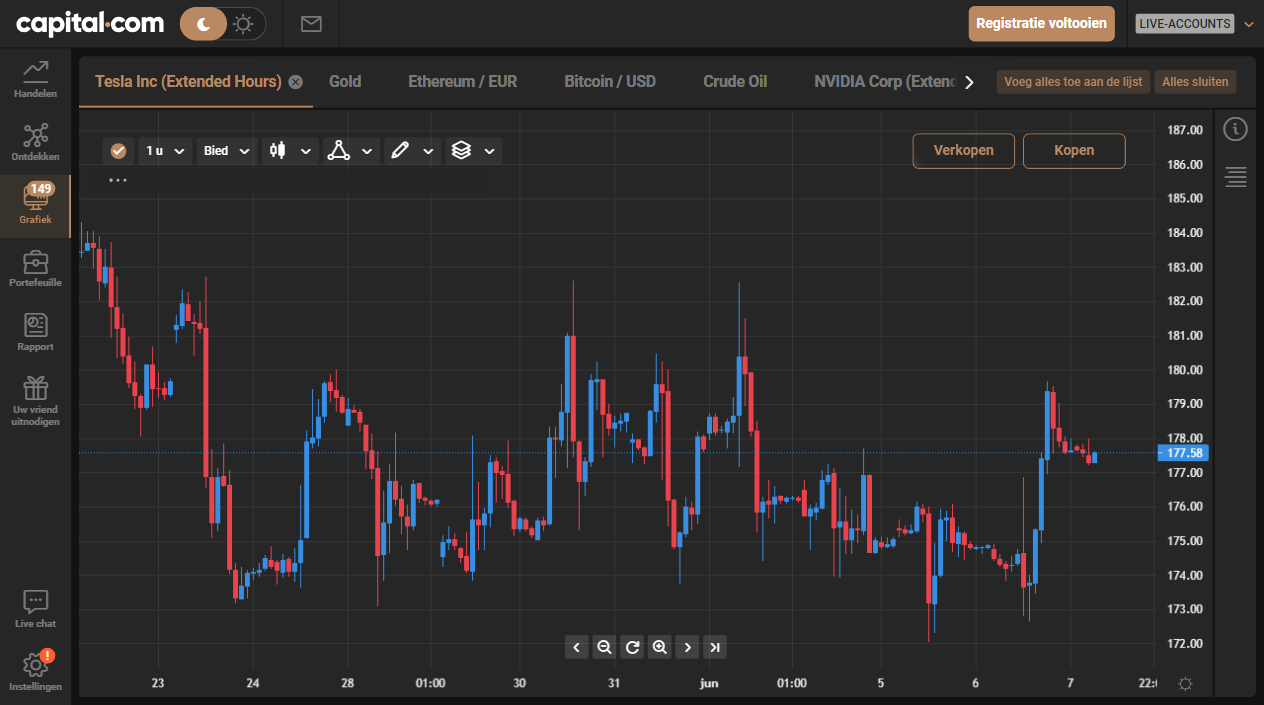 capital.com
Registratie voltooien
LIVE-ACCOUNTS
Handelen
Ontdekken
149
Grafiek
Portefeuille
Rapport
Uw vriend
uitnodigen
Live chat
!
Instellingen
Tesla Inc (Extended Hours)
Gold
Ethereum / EUR
Bitcoin / USD
Crude Oil
NVIDIA Corp (Extend
Voeg alles toe aan de lijst
Alles sluiten
1 u
Bied
Verkopen
Kopen
187.00
186.00
185.00
184.00
183.00
182.00
181.00
180.00
179.00
178.00
177.58
177.00
176.00
175.00
174.00
173.00
172.00
23
24
28
01:00
30
31
jun
01:00
5
6
7
22:0